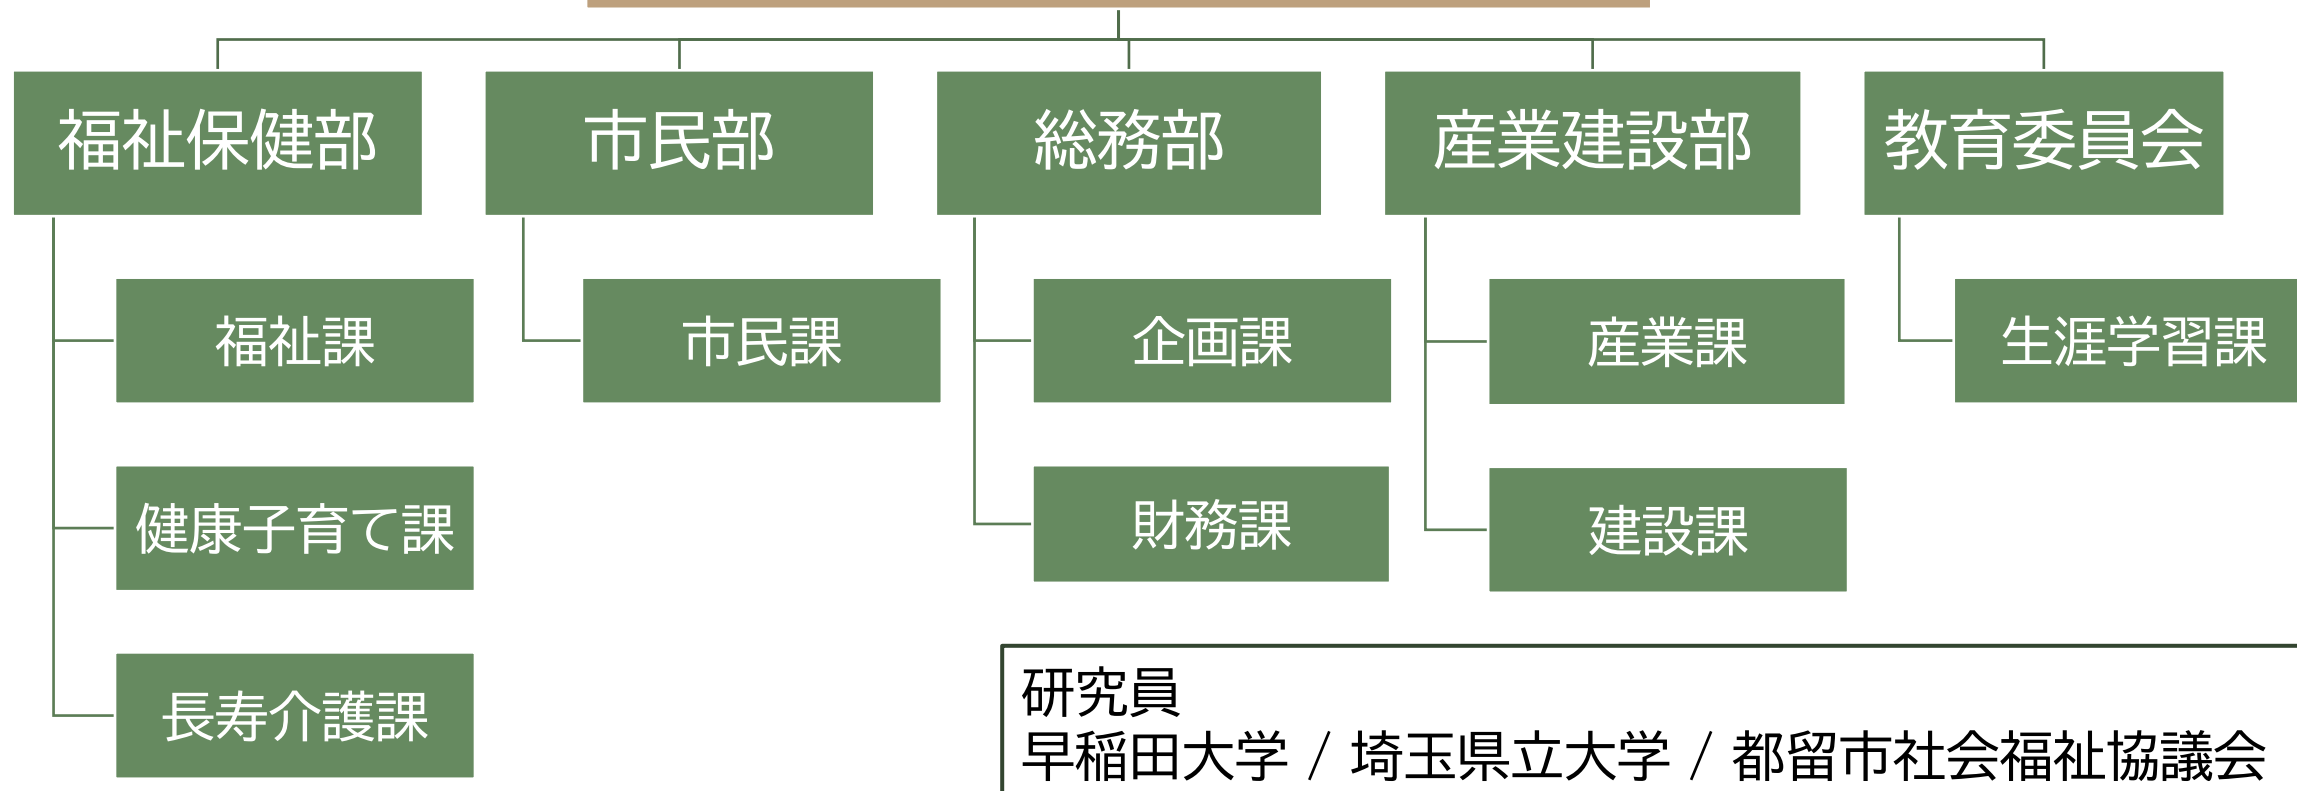 福祉保健部
市民部
総務部
産業建設部
教育委員会
福祉課
市民課
企画課
産業課
生涯学習課
健康子育て課
財務課
建設課
長寿介護課
研究員
早稲田大学 / 埼玉県立大学 / 都留市社会福祉協議会